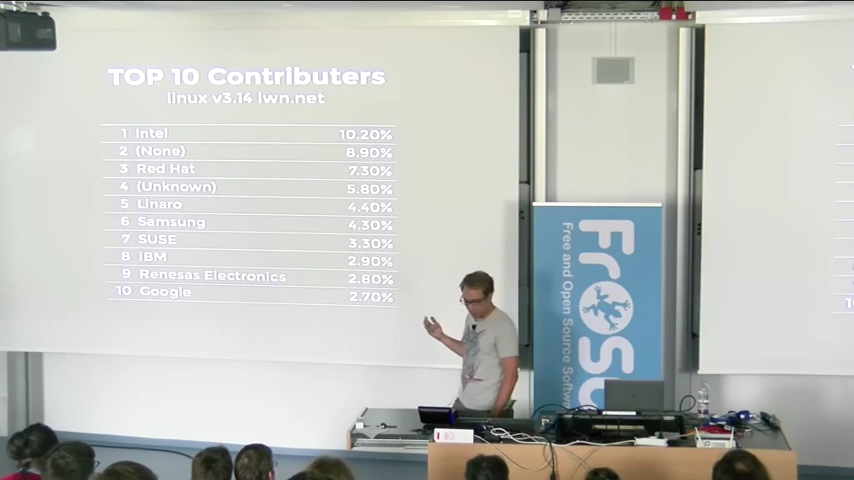 TOP 10 Contributers
linux v3.14 lwn.net
1 Intel 10.20%
2 (None) 8.90%
3 Red Hat 7.30%
4 (Unknown) 5.80%
5 Linaro 4.40%
6 Samsung 4.30%
7 SUSE 3.30%
8 IBM 2.90%
9 Renesas Electronics 2.80%
10 Google 2.70%
FrOSC
Free and Open Source Softwa